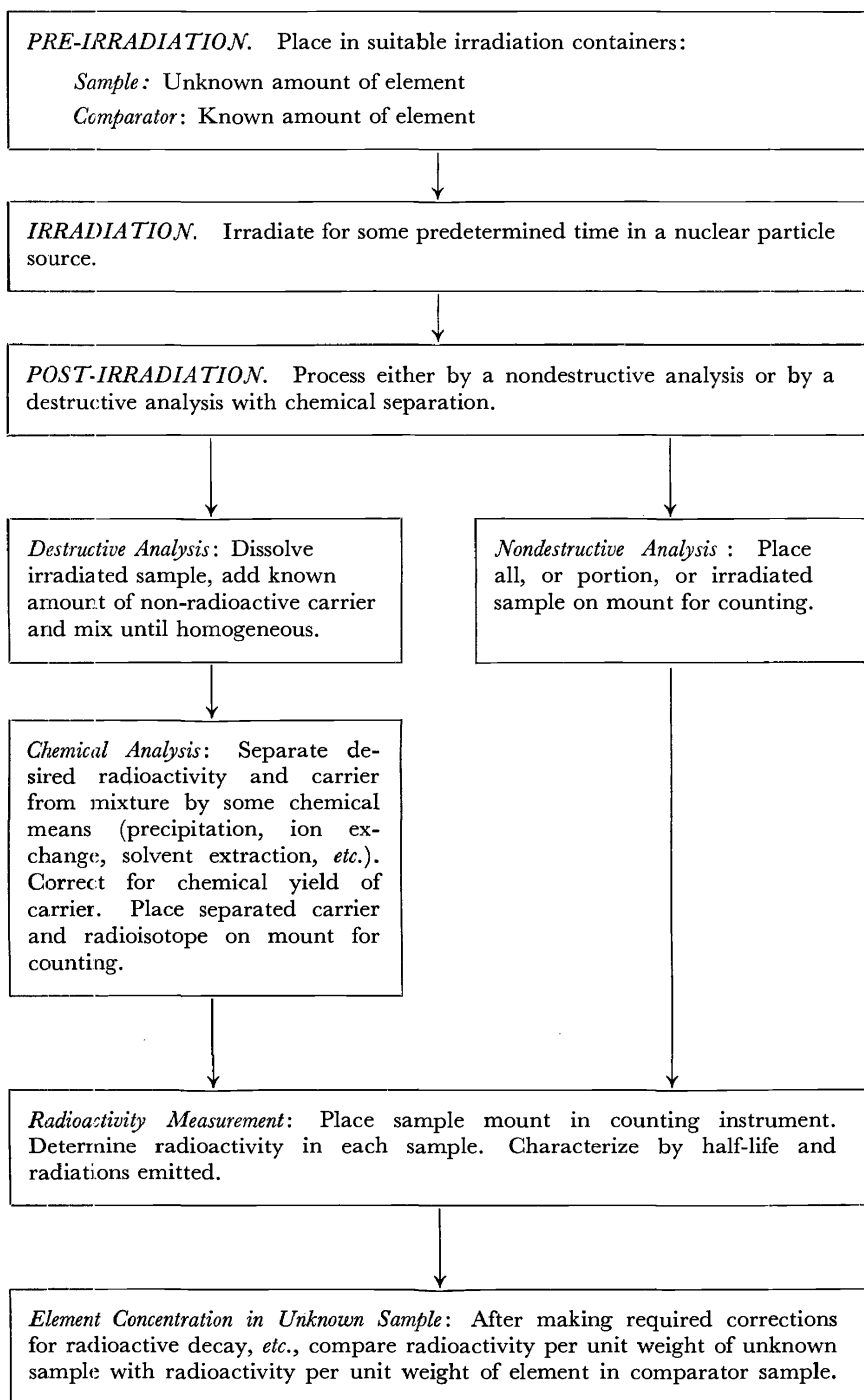 PRE-IRRADIATION. Place in suitable irradiation containers:
Sample: Unknown amount of element
Comparator: Known amount of element
IRRADIATION. Irradiate for some predetermined time in a nuclear particle
source.
POST-IRRADIATION. Process either by a nondestructive analysis or by a
destructive analysis with chemical separation.
Destructive Analysis: Dissolve
irradiated sample, add known
amount of non-radioactive carrier
and mix until homogeneous.
Nondestructive Analysis : Place
all, or portion, or irradiated
sample on mount for counting.
Chemical Analysis: Separate de-
sired radioactivity and carrier
from mixture by some chemical
means (precipitation, ion ex-
change, solvent extraction, etc.).
Correct for chemical yield of
carrier. Place separated carrier
and radioisotope on mount for
counting.
Radioactivity Measurement: Place sample mount in counting instrument.
Determine radioactivity in each sample. Characterize by half-life and
radiations emitted.
Element Concentration in Unknown Sample: After making required corrections
for radioactive decay, etc., compare radioactivity per unit weight of unknown
sample with radioactivity per unit weight of element in comparator sample.